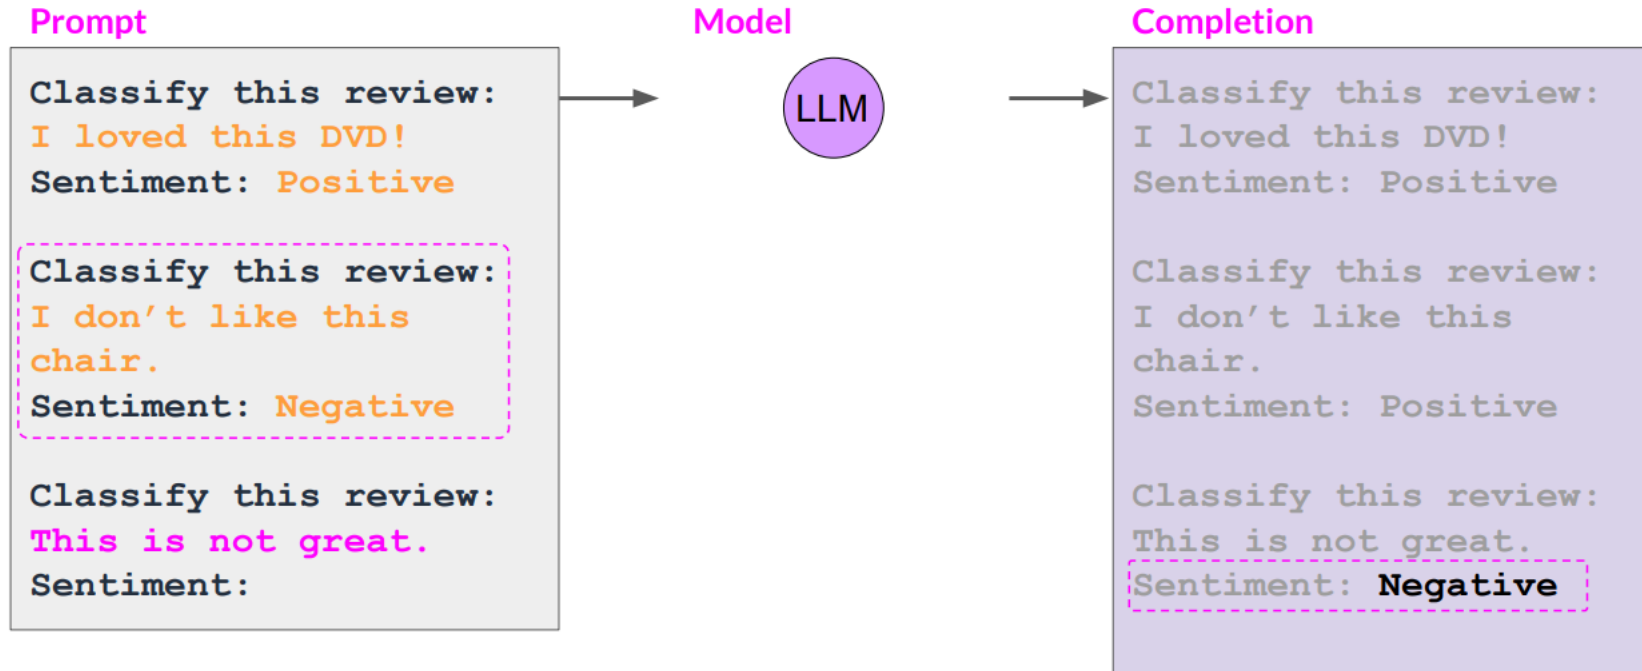 Prompt
Classify this review:
I loved this DVD!
Sentiment: Positive
Classify this review:
I don’t like this
chair.
Sentiment: Negative
Classify this review:
This is not great.
Sentiment:
Model
LLM
Completion
Classify this review:
I loved this DVD!
Sentiment: Positive
Classify this review:
I don’t like this
chair.
Sentiment: Positive
Classify this review:
This is not great.
Sentiment: Negative